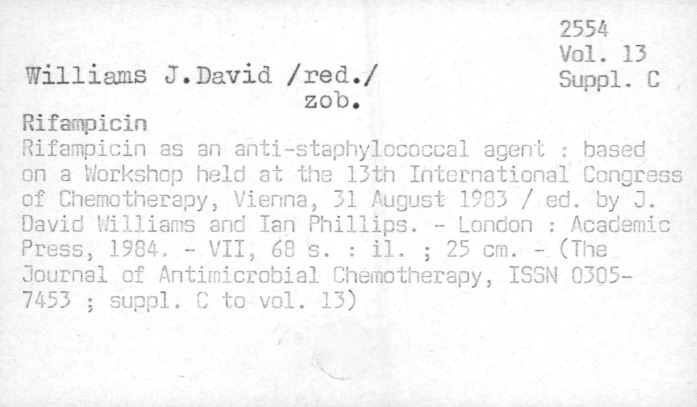 2554
Vol. 13
Williams J.David /red./
Suppl. C
zob.
Rifampicin
Rifampicin as an anti-staphylococcal agent : based
on a Workshop held at the 13th International Congress
of Chemotherapy, Vienna, 31 August 1983 / ed. by J.
David Williams and Ian Phillips. - London : Academic
Press, 1984. - VII, 68 s. : il. ; 25 cm. - (The
Journal of Antimicrobial Chemotherapy, ISSN 0305-
7453 ; suppl. C to vol. 13)